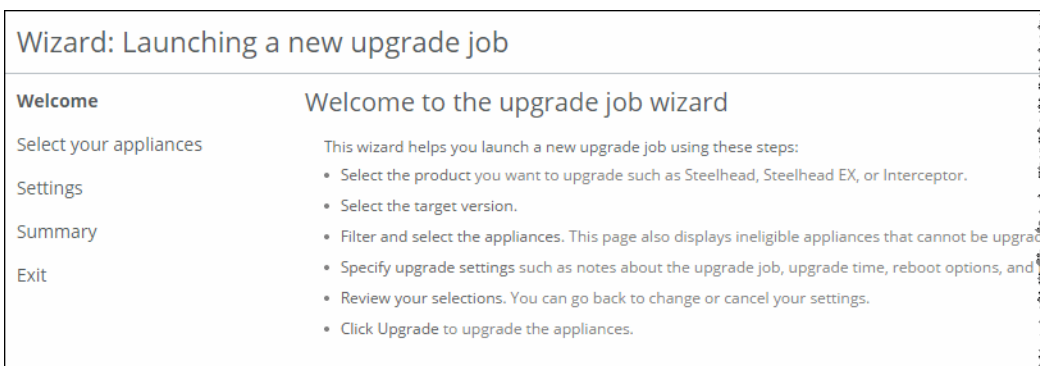 Wizard: Launching a new upgrade job
Welcome
Select your appliances
Settings
Summary
Exit
Welcome to the upgrade job wizard
This wizard helps you launch a new upgrade job using these steps:
• Select the product you want to upgrade such as Steelhead, Steelhead EX, or Interceptor.
• Select the target version.
• Filter and select the appliances. This page also displays ineligible appliances that cannot be
• Specify upgrade settings such as notes about the upgrade job, upgrade time, reboot options, and
• Review your selections. You can go back to change or cancel your settings.
• Click Upgrade to upgrade the appliances.